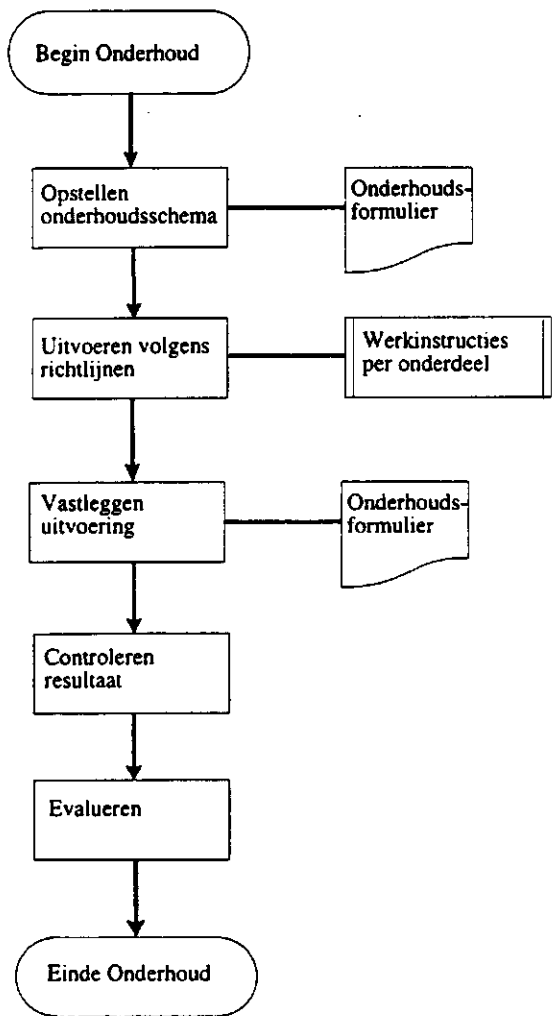 Begin Onderhoud
Opstellen
onderhoudsschema
Onderhouds-
formulier
Uitvoeren volgens
richtlijnen
Werkinstructies
per onderdeel
Vastleggen
uitvoering
Onderhouds-
formulier
Controleren
resultaat
Evalueren
Einde Onderhoud